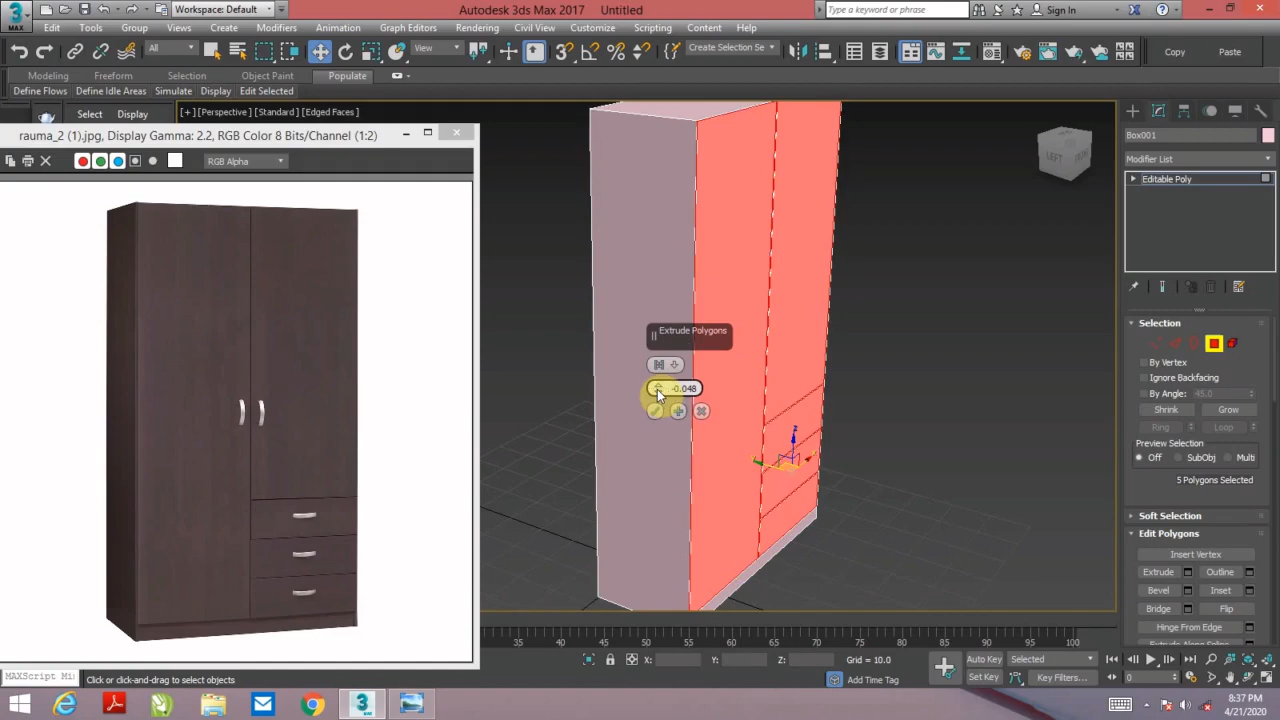 Workspace: Default
Autodesk 3ds Max 2017 Untitled
Type a keyword or phrase
Sign In
MAX
Edit Tools Group Views Create Modifiers Animation Graph Editors Rendering Civil View Customize Scripting Content Help
All
View
Create Selection Se
Copy Paste
Modeling Freeform Selection Object Paint Populate
Define Flows Define Idle Areas Simulate Display Edit Selected
Select Display
[+] [Perspective] [Standard] [Edged Faces]
rauma_2 (1).jpg, Display Gamma: 2.2, RGB Color 8 Bits/Channel (1:2)
RGB Alpha
LEFT
FRONT
Extrude Polygons
-0.048
z
Box001
Modifier List
Editable Poly
Selection
By Vertex
Ignore Backfacing
By Angle: 45.0
Shrink Grow
Ring Loop
Preview Selection
Off SubObj Multi
5 Polygons Selected
Soft Selection
Edit Polygons
Insert Vertex
Extrude Outline
Bevel Inset
Bridge Flip
Hinge From Edge
Extrude Along Spline
35 40 45 50 55 60 65 70 75 80 85 90 95 100
X: Y: Z: Grid = 10.0
Auto Key Selected
Set Key Key Filters...
0
Add Time Tag
MAXScript Mi
Click or click-and-drag to select objects
8:37 PM
4/21/2020